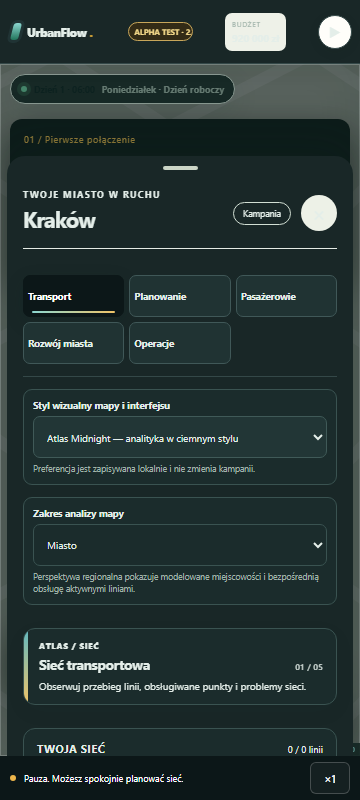 UrbanFlow.
ALPHA TEST · 2.
BUDŻET
Poniedziałek · Dzień roboczy
01 / Pierwsze połączenie
TWOJE MIASTO W RUCHU
Kraków
Kampania
Transport
Planowanie
Pasażerowie
Rozwój miasta
Operacje
Styl wizualny mapy i interfejsu
Atlas Midnight — analityka w ciemnym stylu
Preferencja jest zapisywana lokalnie i nie zmienia kampanii.
Zakres analizy mapy
Miasto
Perspektywa regionalna pokazuje modelowane miejscowości i bezpośrednią
obsługę aktywnymi liniami.
ATLAS / SIEĆ
Sieć transportowa
01 / 05
Obserwuj przebieg linii, obsługiwane punkty i problemy sieci.
TWOJA SIEĆ
0 / 0 linii
Pauza. Możesz spokojnie planować sieć.
×1